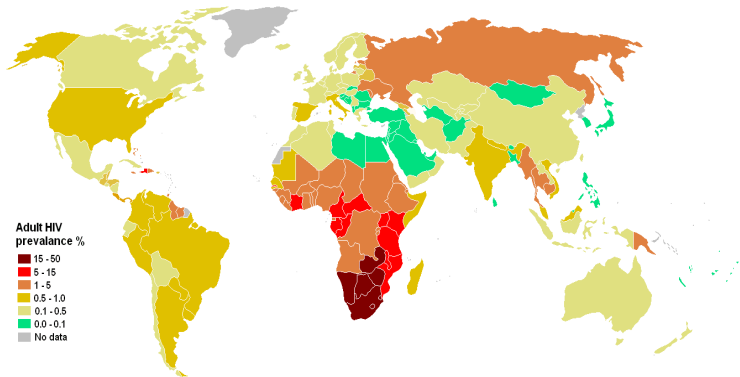 Adult HIV
prevalance %
15 - 50
5 - 15
1 - 5
0.5 - 1.0
0.1 - 0.5
0.0 - 0.1
No data